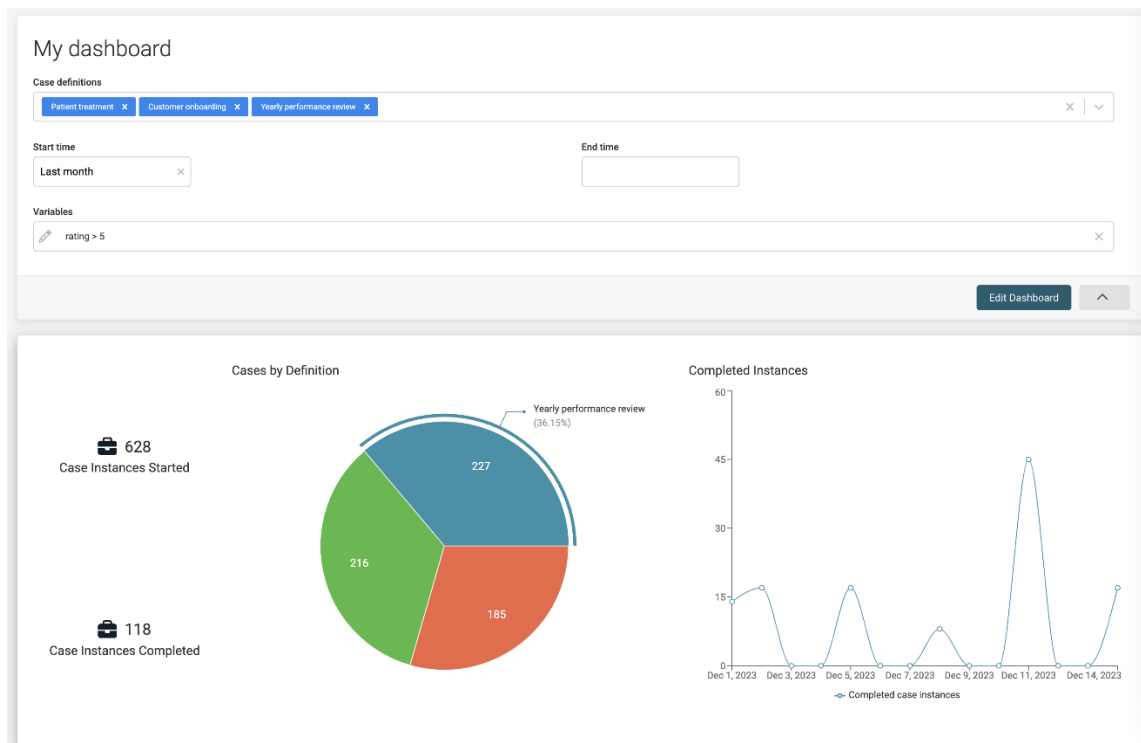 My dashboard
Case definitions
Patient treatment x Customer onboarding x Yearly performance review x
Start time
End time
Last month
Variables
rating > 5
Edit Dashboard
Cases by Definition
Completed Instances
628
Case Instances Started
118
Case Instances Completed
Yearly performance review
(36.15%)
227
216
185
60
45
30
15
0
Dec 1, 2023 Dec 3, 2023 Dec 5, 2023 Dec 7, 2023 Dec 9, 2023 Dec 11, 2023 Dec 14, 2023
Completed case instances